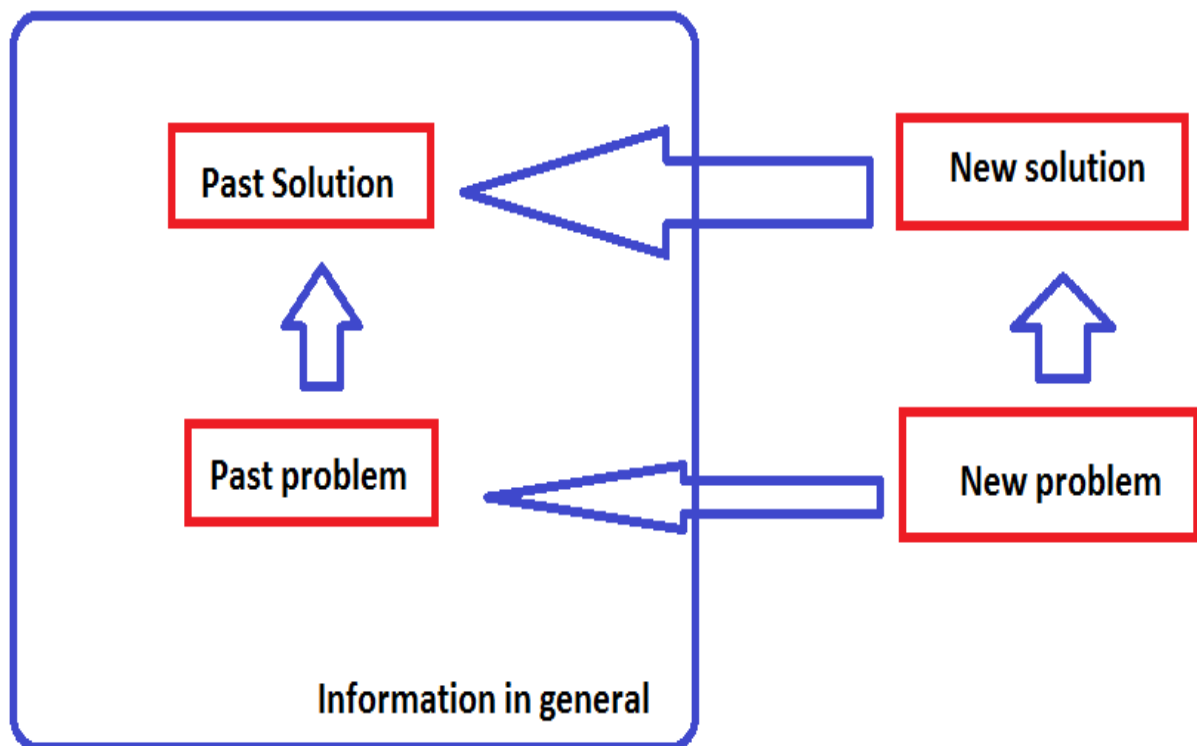 Past Solution
New solution
Past problem
New problem
Information in general